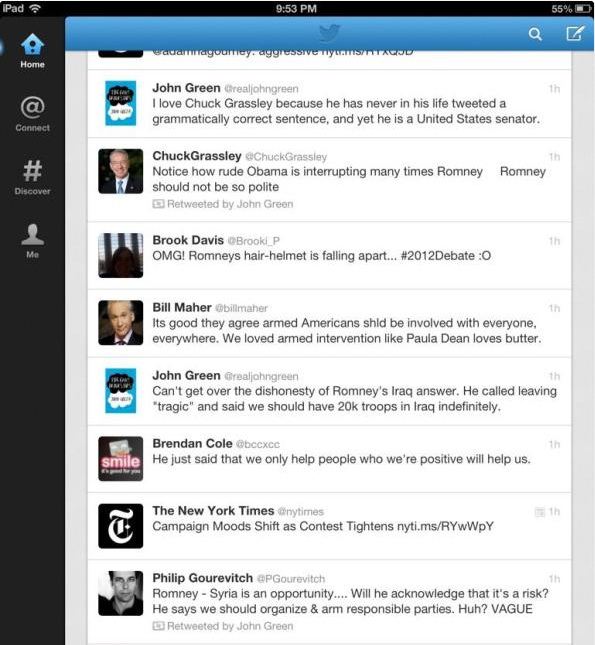 iPad 9:53 PM 55%
@adamnagourney: aggressive nyti.ms/RTxQJD
Home
Connect
Discover
Me
John Green @realjohngreen 1h
I love Chuck Grassley because he has never in his life tweeted a
grammatically correct sentence, and yet he is a United States senator.
ChuckGrassley @ChuckGrassley 1h
Notice how rude Obama is interrupting many times Romney Romney
should not be so polite
Retweeted by John Green
Brook Davis @Brooki_P 1h
OMG! Romneys hair-helmet is falling apart... #2012Debate :O
Bill Maher @billmaher 1h
Its good they agree armed Americans shld be involved with everyone,
everywhere. We loved armed intervention like Paula Dean loves butter.
John Green @realjohngreen 1h
Can't get over the dishonesty of Romney's Iraq answer. He called leaving
"tragic" and said we should have 20k troops in Iraq indefinitely.
Brendan Cole @bccxcc 1h
smile
He just said that we only help people who we're positive will help us.
The New York Times @nytimes 1h
Campaign Moods Shift as Contest Tightens nyti.ms/RYwWpY
Philip Gourevitch @PGourevitch 1h
Romney - Syria is an opportunity.... Will he acknowledge that it's a risk?
He says we should organize & arm responsible parties. Huh? VAGUE
Retweeted by John Green